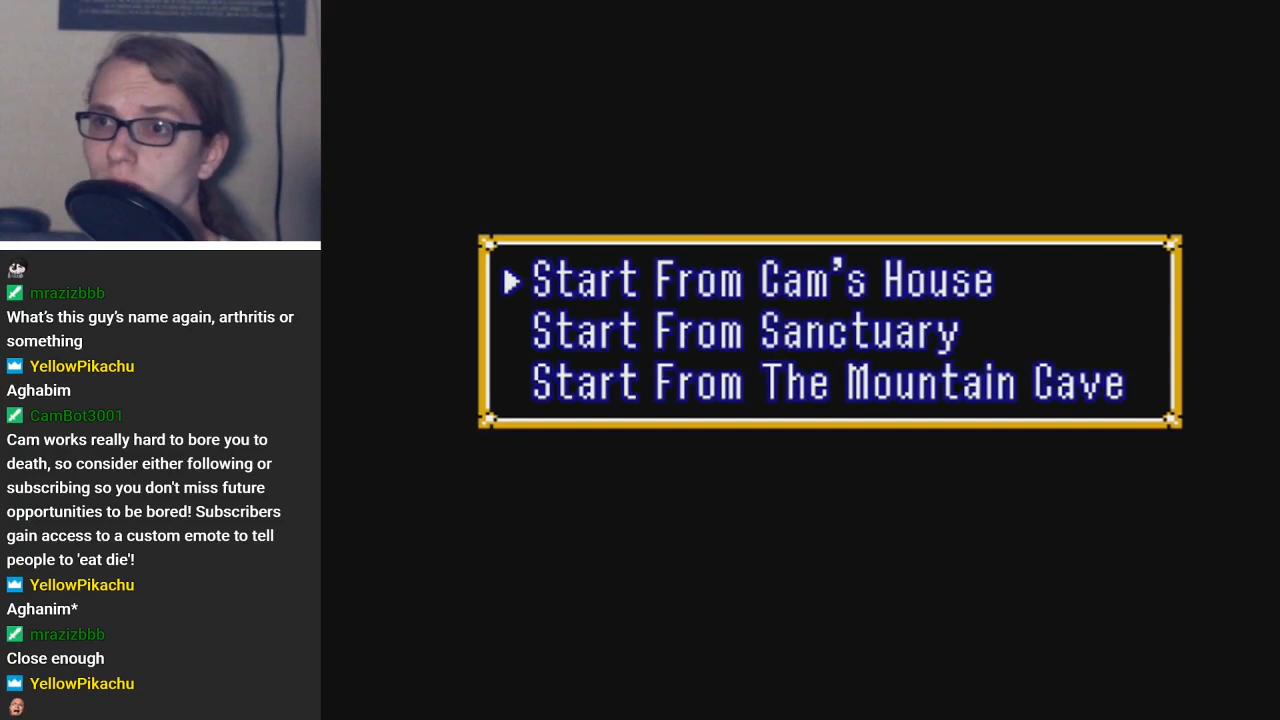 mrazizbbb
What's this guy's name again, arthritis or
something
YellowPikachu
Aghabim
CamBot3001
Cam works really hard to bore you to
death, so consider either following or
subscribing so you don't miss future
opportunities to be bored! Subscribers
gain access to a custom emote to tell
people to 'eat die'!
YellowPikachu
Aghanim*
mrazizbbb
Close enough
YellowPikachu
Start From Cam's House
Start From Sanctuary
Start From The Mountain Cave